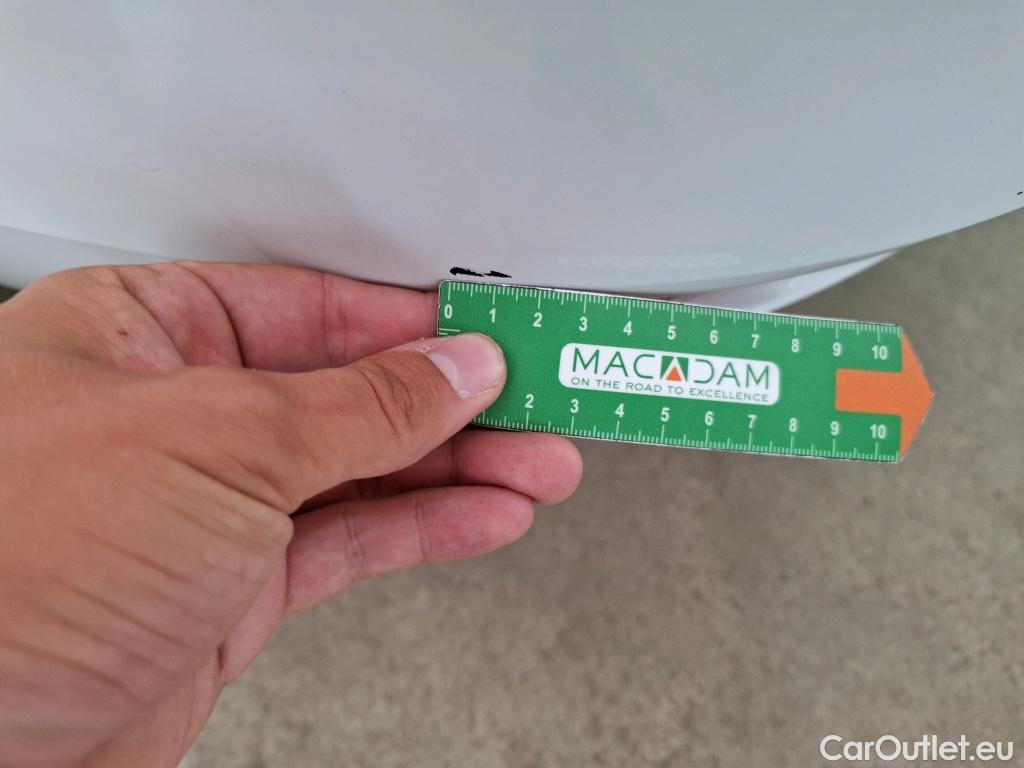 0 1 2 3 4 5 6 7 8 9 10
MACADAM
ON THE ROAD TO EXCELLENCE
2 3 4 5 6 7 8 9 10
CarOutlet.eu